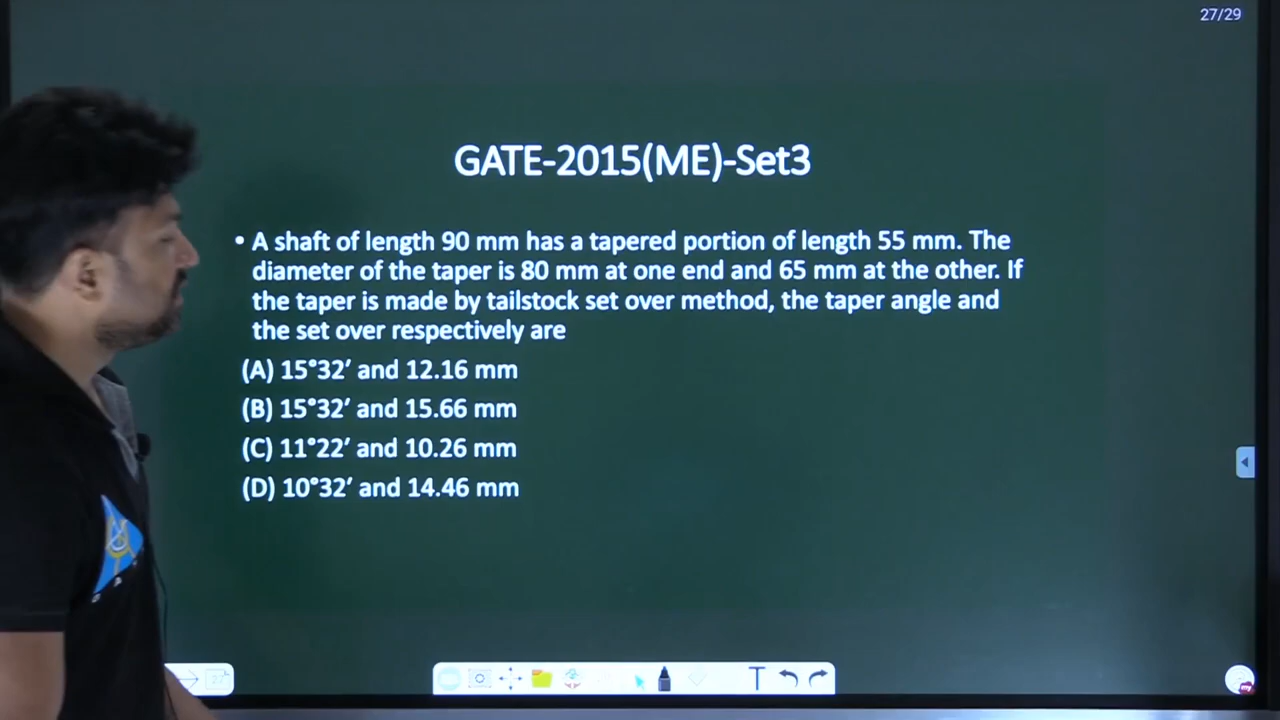 27/29
GATE-2015(ME)-Set3
• A shaft of length 90 mm has a tapered portion of length 55 mm. The
diameter of the taper is 80 mm at one end and 65 mm at the other. If
the taper is made by tailstock set over method, the taper angle and
the set over respectively are
(A) 15°32′ and 12.16 mm
(B) 15°32′ and 15.66 mm
(C) 11°22′ and 10.26 mm
(D) 10°32′ and 14.46 mm
27
T